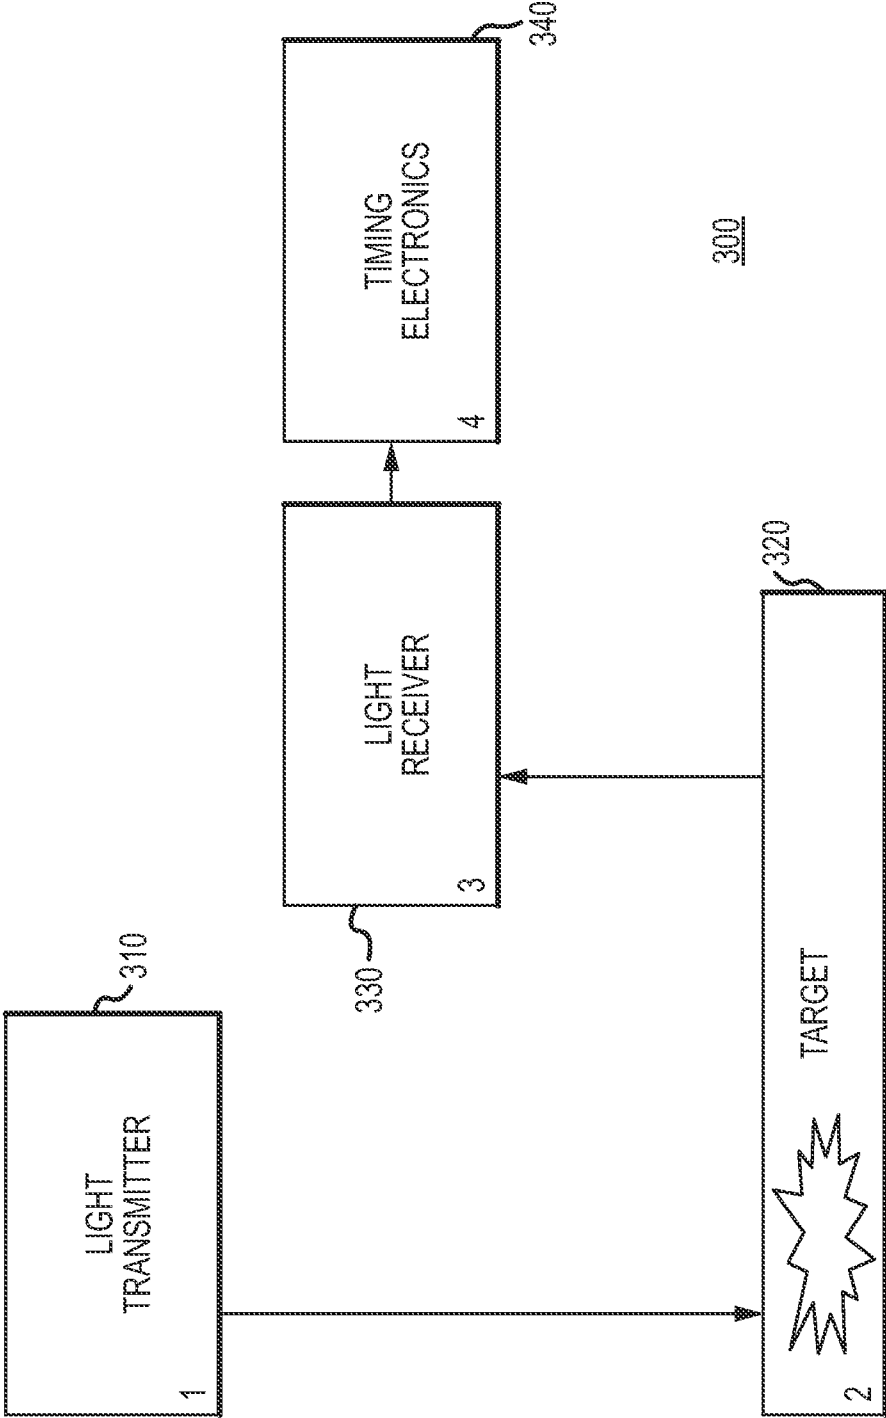 LIGHT
TRANSMITTER
1
310
LIGHT
RECEIVER
3
330
TIMING
ELECTRONICS
4
340
TARGET
2
320
300